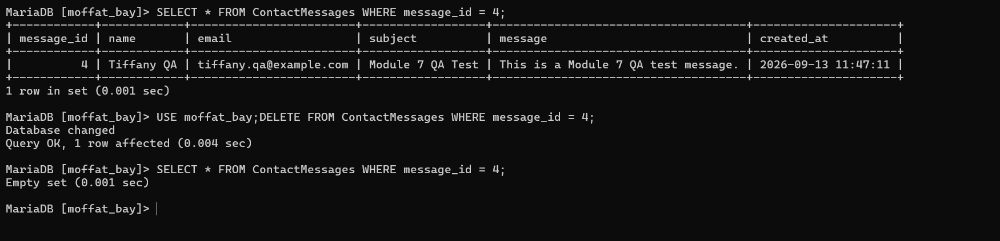 MariaDB [moffat_bay]> SELECT * FROM ContactMessages WHERE message_id = 4;
+------------+------------+------------------------+------------------+-------------------------------------+---------------------+
| message_id | name       | email                  | subject          | message                             | created_at          |
+------------+------------+------------------------+------------------+-------------------------------------+---------------------+
|          4 | Tiffany QA | tiffany.qa@example.com | Module 7 QA Test | This is a Module 7 QA test message. | 2026-09-13 11:47:11 |
+------------+------------+------------------------+------------------+-------------------------------------+---------------------+
1 row in set (0.001 sec)

MariaDB [moffat_bay]> USE moffat_bay;DELETE FROM ContactMessages WHERE message_id = 4;
Database changed
Query OK, 1 row affected (0.004 sec)

MariaDB [moffat_bay]> SELECT * FROM ContactMessages WHERE message_id = 4;
Empty set (0.001 sec)

MariaDB [moffat_bay]>